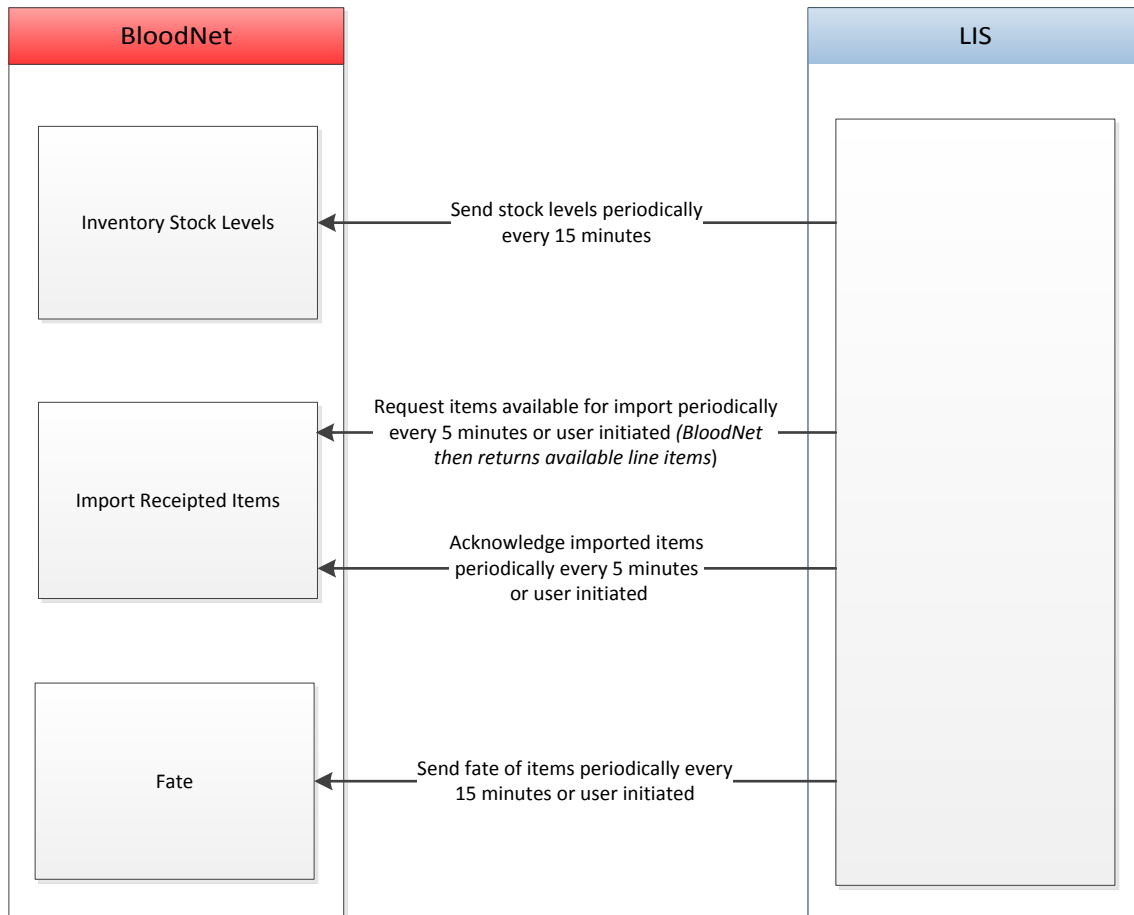 BloodNet
LIS
Inventory Stock Levels
Send stock levels periodically
every 15 minutes
Request items available for import periodically
every 5 minutes or user initiated (BloodNet
then returns available line items)
Import Receipted Items
Acknowledge imported items
periodically every 5 minutes
or user initiated
Fate
Send fate of items periodically every
15 minutes or user initiated